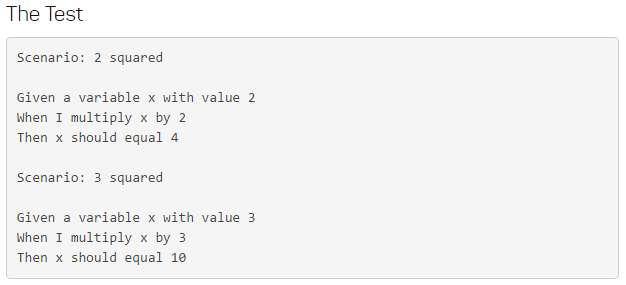 The Test
Scenario: 2 squared
Given a variable x with value 2
When I multiply x by 2
Then x should equal 4
Scenario: 3 squared
Given a variable x with value 3
When I multiply x by 3
Then x should equal 10